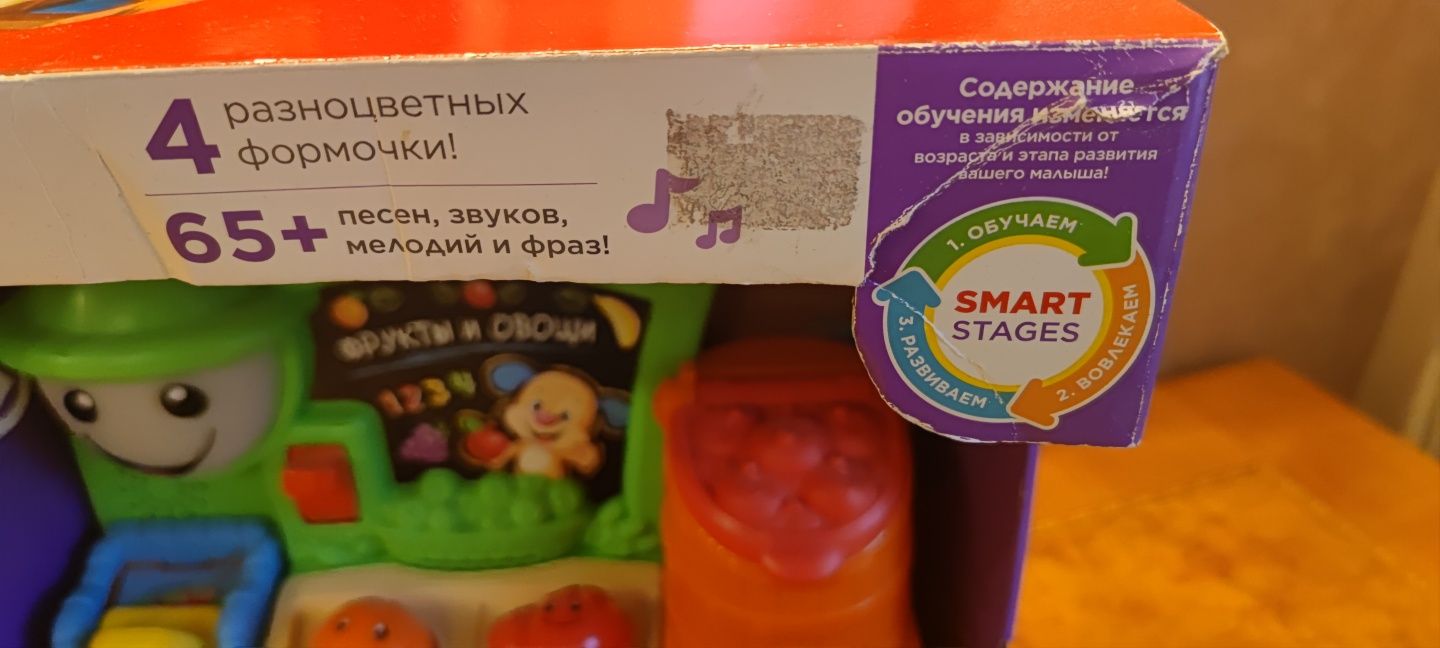 4 разноцветных
формочки!
65+ песен, звуков,
мелодий и фраз!
Содержание
обучения изменяется
в зависимости от
возраста и этапа развития
вашего малыша!
1. ОБУЧАЕМ
2. ВОВЛЕКАЕМ
3. РАЗВИВАЕМ
SMART
STAGES
ФРУКТЫ И ОВОЩИ
1 2 3 4